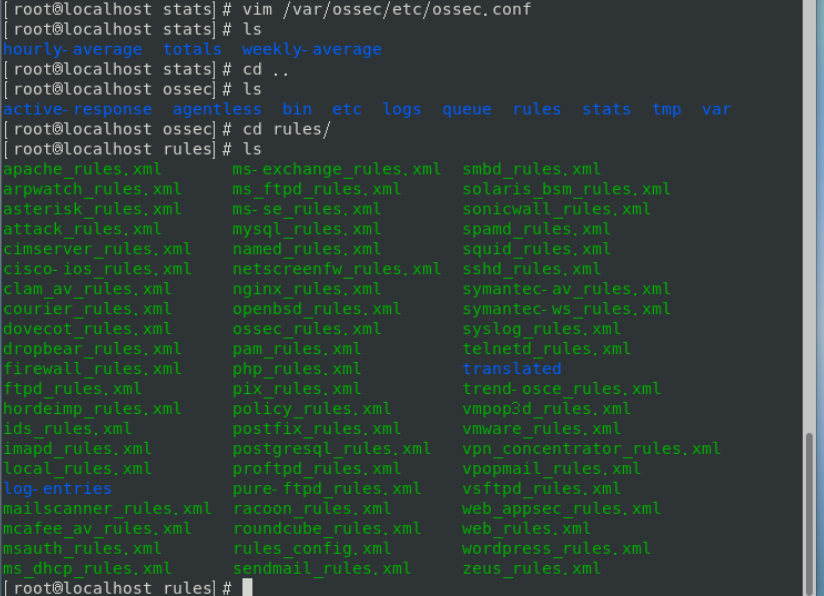 [root@localhost stats]# vim /var/ossec/etc/ossec.conf
[root@localhost stats]# ls
hourly-average  totals  weekly-average
[root@localhost stats]# cd ..
[root@localhost ossec]# ls
active-response  agentless  bin  etc  logs  queue  rules  stats  tmp  var
[root@localhost ossec]# cd rules/
[root@localhost rules]# ls
apache_rules.xml       ms-exchange_rules.xml  smbd_rules.xml
arpwatch_rules.xml     ms_ftpd_rules.xml      solaris_bsm_rules.xml
asterisk_rules.xml     ms-se_rules.xml        sonicwall_rules.xml
attack_rules.xml       mysql_rules.xml        spamd_rules.xml
cimserver_rules.xml    named_rules.xml        squid_rules.xml
cisco-ios_rules.xml    netscreenfw_rules.xml  sshd_rules.xml
clam_av_rules.xml      nginx_rules.xml        symantec-av_rules.xml
courier_rules.xml      openbsd_rules.xml      symantec-ws_rules.xml
dovecot_rules.xml      ossec_rules.xml        syslog_rules.xml
dropbear_rules.xml     pam_rules.xml          telnetd_rules.xml
firewall_rules.xml     php_rules.xml          translated
ftpd_rules.xml         pix_rules.xml          trend-osce_rules.xml
hordeimp_rules.xml     policy_rules.xml       vmpop3d_rules.xml
ids_rules.xml          postfix_rules.xml      vmware_rules.xml
imapd_rules.xml        postgresql_rules.xml   vpn_concentrator_rules.xml
local_rules.xml        proftpd_rules.xml      vpopmail_rules.xml
log-entries            pure-ftpd_rules.xml    vsftpd_rules.xml
mailscanner_rules.xml  racoon_rules.xml       web_appsec_rules.xml
mcafee_av_rules.xml    roundcube_rules.xml    web_rules.xml
msauth_rules.xml       rules_config.xml       wordpress_rules.xml
ms_dhcp_rules.xml      sendmail_rules.xml     zeus_rules.xml
[root@localhost rules]#